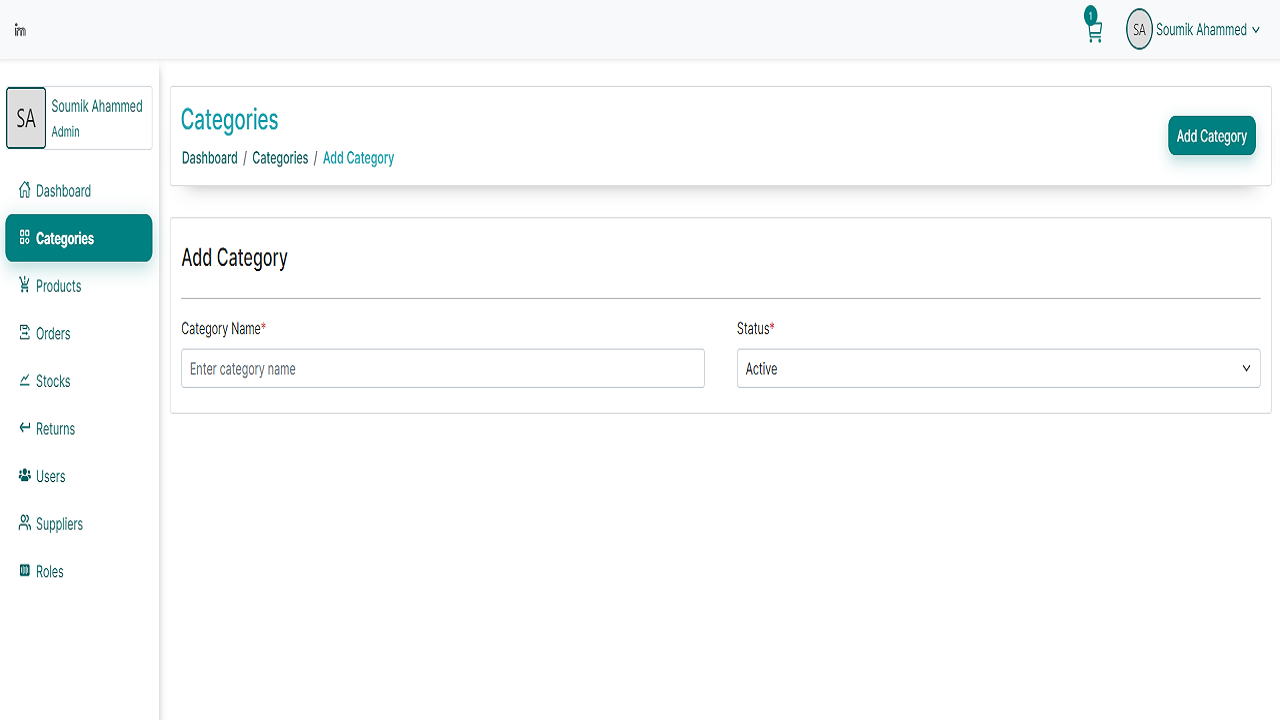 im
1
SA
Soumik Ahammed
SA
Soumik Ahammed
Admin
Dashboard
Categories
Products
Orders
Stocks
Returns
Users
Suppliers
Roles
Categories
Dashboard / Categories / Add Category
Add Category
Add Category
Category Name*
Enter category name
Status*
Active